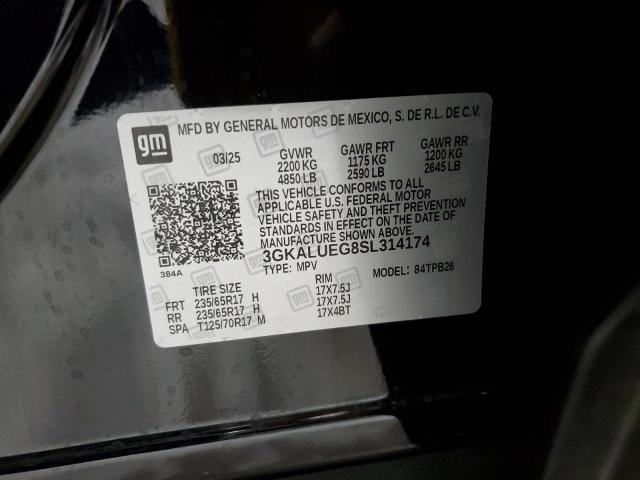 gm
MFD BY GENERAL MOTORS DE MEXICO, S. DE R.L. DE C.V.
03/25 GVWR GAWR FRT GAWR RR
2200 KG 1175 KG 1200 KG
4850 LB 2590 LB 2645 LB
THIS VEHICLE CONFORMS TO ALL
APPLICABLE U.S. FEDERAL MOTOR
VEHICLE SAFETY AND THEFT PREVENTION
STANDARDS IN EFFECT ON THE DATE OF
MANUFACTURE SHOWN ABOVE.
3GKALUEG8SL314174
384A TYPE: MPV MODEL: 84TPB26
TIRE SIZE RIM
FRT 235/65R17 H 17X7.5J
RR 235/65R17 H 17X7.5J
SPA T125/70R17 M 17X4BT